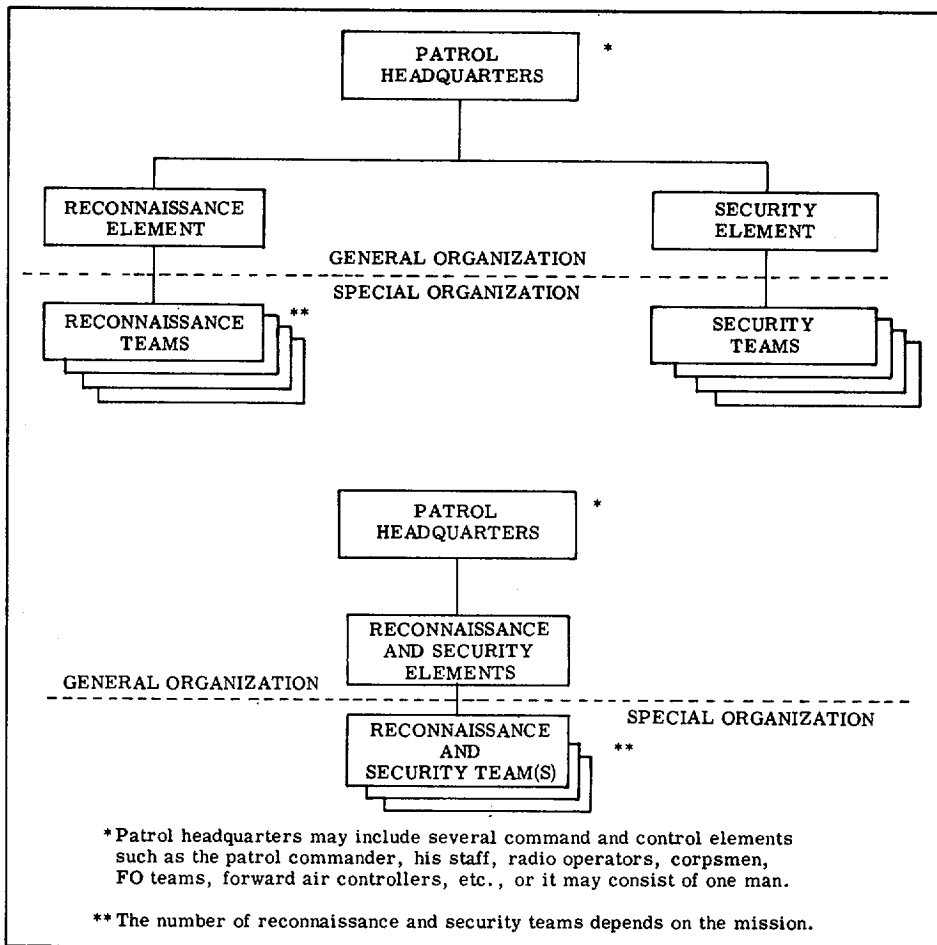 PATROL
HEADQUARTERS
*
RECONNAISSANCE
ELEMENT
SECURITY
ELEMENT
GENERAL ORGANIZATION
SPECIAL ORGANIZATION
RECONNAISSANCE
TEAMS
**
SECURITY
TEAMS
PATROL
HEADQUARTERS
*
RECONNAISSANCE
AND SECURITY
ELEMENTS
GENERAL ORGANIZATION
SPECIAL ORGANIZATION
RECONNAISSANCE
AND
SECURITY TEAM(S)
**
*Patrol headquarters may include several command and control elements
such as the patrol commander, his staff, radio operators, corpsmen,
FO teams, forward air controllers, etc., or it may consist of one man.
** The number of reconnaissance and security teams depends on the mission.